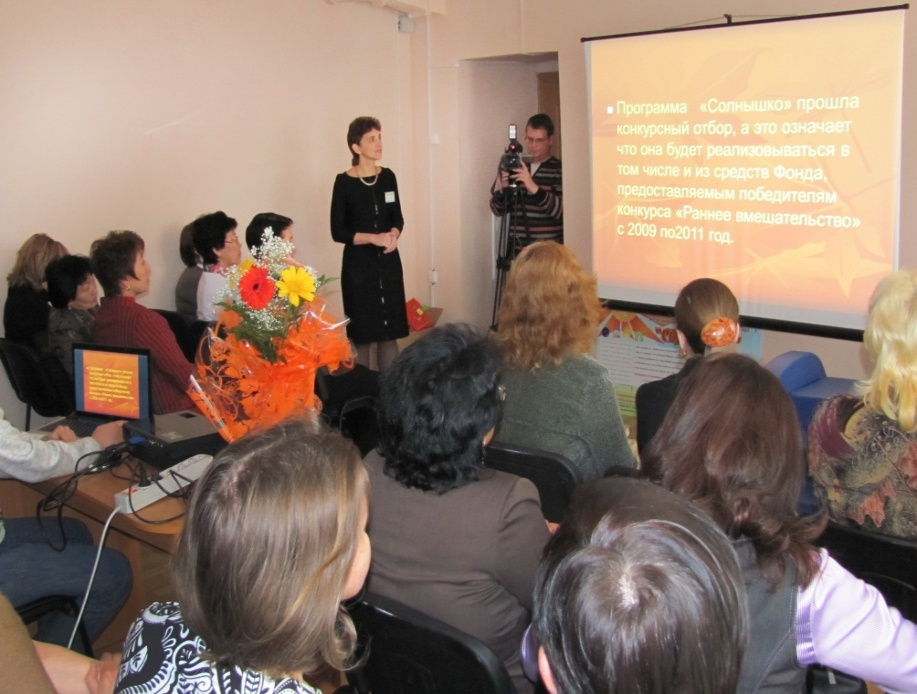 Программа «Солнышко» прошла
конкурсный отбор, а это означает
что она будет реализовываться в
том числе и из средств Фонда,
предоставляемым победителям
конкурса «Раннее вмешательство»
с 2009 по2011 год.